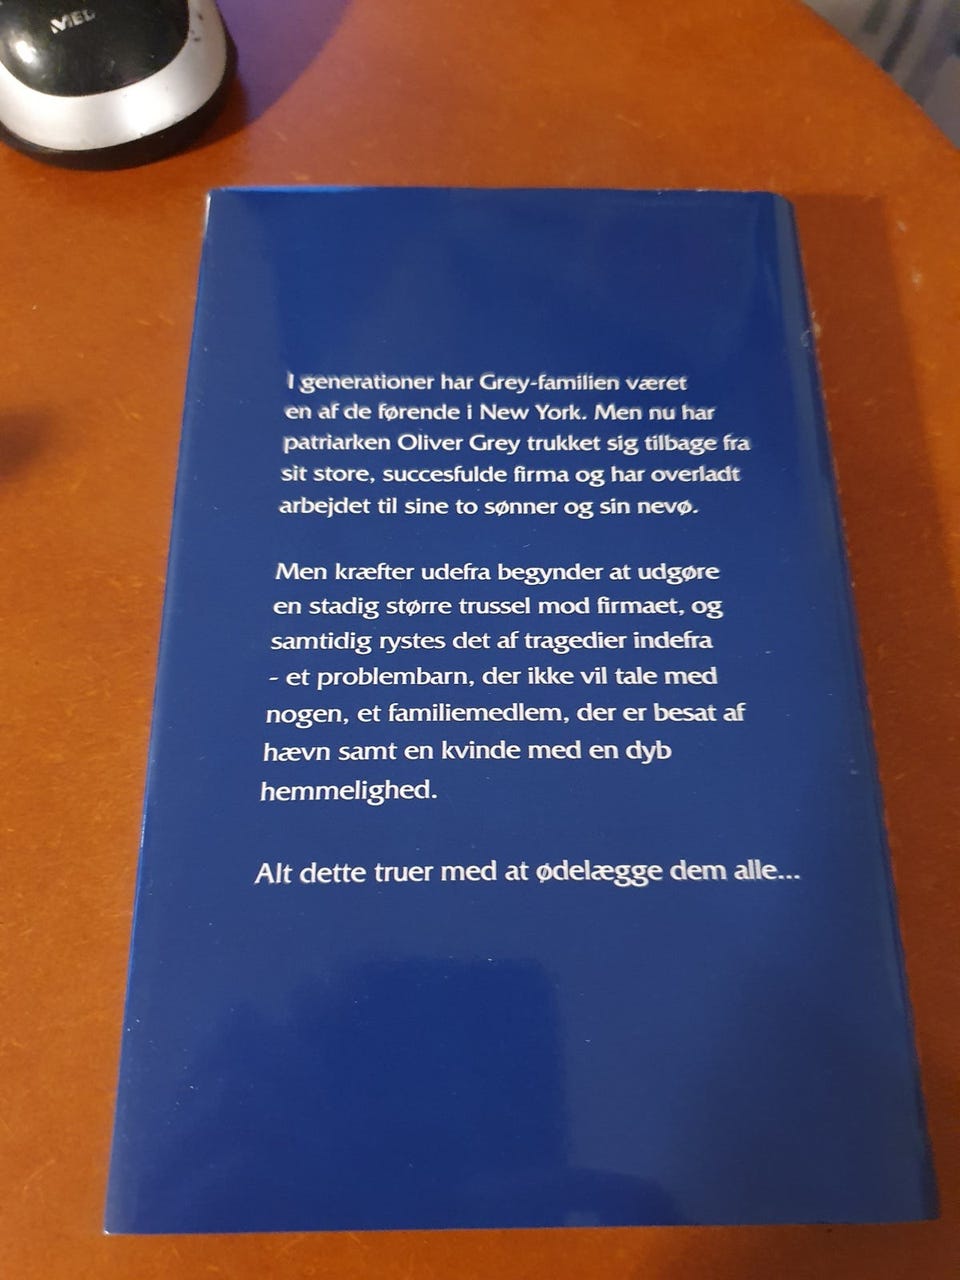 I generationer har Grey-familien været
en af de førende i New York. Men nu har
patriarken Oliver Grey trukket sig tilbage fra
sit store, succesfulde firma og har overladt
arbejdet til sine to sønner og sin nevø.
Men kræfter udefra begynder at udgøre
en stadig større trussel mod firmaet, og
samtidig rystes det af tragedier indefra
- et problembarn, der ikke vil tale med
nogen, et familiemedlem, der er besat af
hævn samt en kvinde med en dyb
hemmelighed.
Alt dette truer med at ødelægge dem alle...